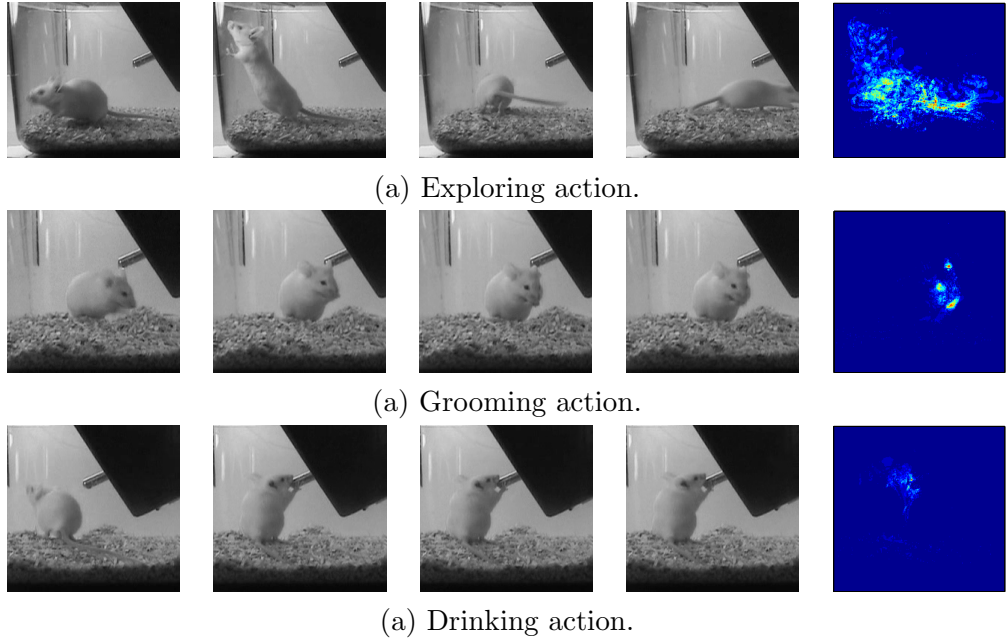 (a) Exploring action.
(a) Grooming action.
(a) Drinking action.